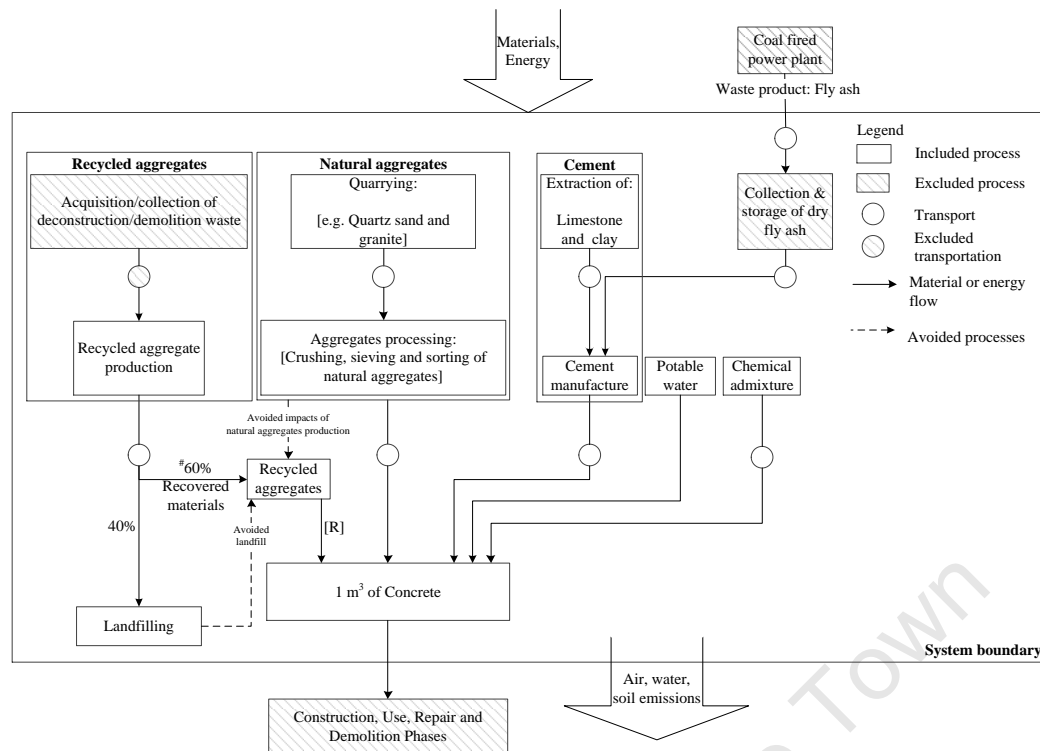 Materials,
Energy
Coal fired
power plant
Waste product: Fly ash
Legend
Included process
Excluded process
Transport
Excluded
transportation
Material or energy
flow
Avoided processes
Recycled aggregates
Acquisition/collection of
deconstruction/demolition waste
Recycled aggregate
production
Natural aggregates
Quarrying:
[e.g. Quartz sand and
granite]
Aggregates processing:
[Crushing, sieving and sorting of
natural aggregates]
Cement
Extraction of:
Limestone
and clay
Cement
manufacture
Collection &
storage of dry
fly ash
Potable
water
Chemical
admixture
Avoided impacts of
natural aggregates production
#60%
Recovered
materials
Recycled
aggregates
40%
Avoided
landfill
[R]
1 m³ of Concrete
Landfilling
System boundary
Air, water,
soil emissions
Construction, Use, Repair and
Demolition Phases
Town